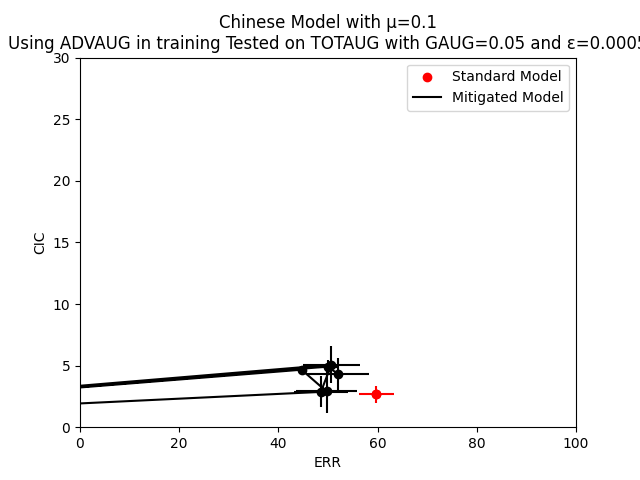 Chinese Model with μ=0.1
Using ADVAUG in training Tested on TOTAUG with GAUG=0.05 and ε=0.0005
Standard Model
Mitigated Model
30
25
20
15
10
5
0
CIC
0 20 40 60 80 100
ERR